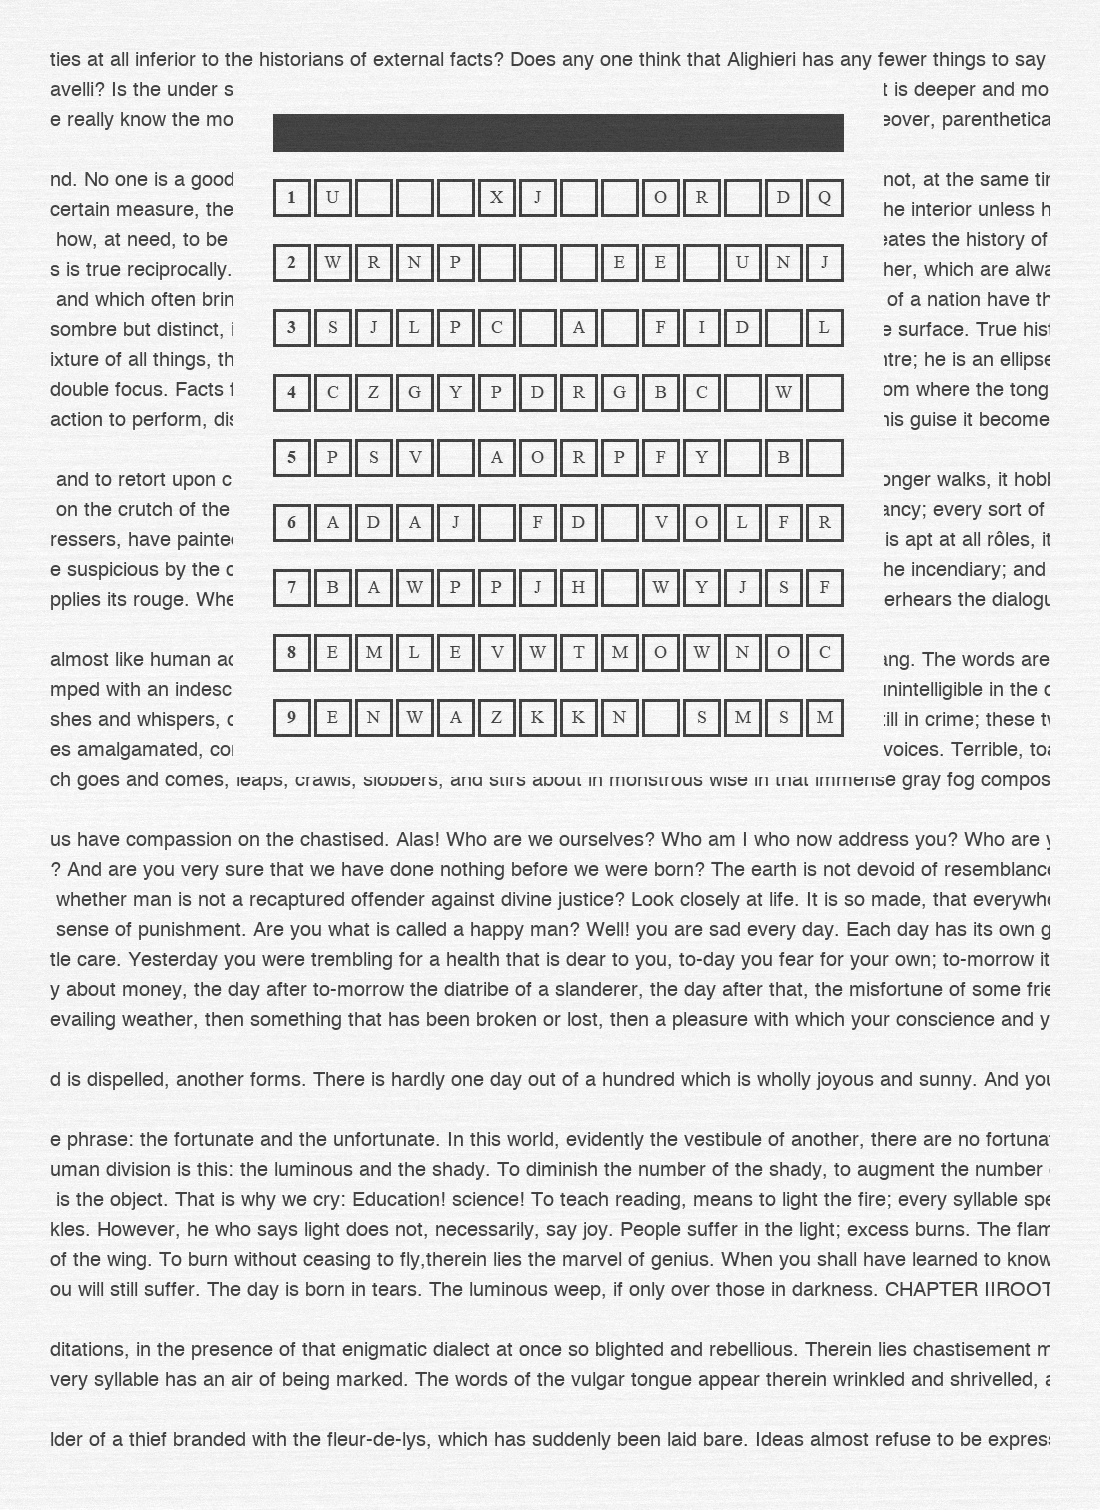 ties at all inferior to the historians of external facts? Does any one think that Alighieri has any fewer things to say
avelli? Is the under s
e really know the mo
nd. No one is a good
certain measure, the
how, at need, to be
s is true reciprocally.
and which often brin
sombre but distinct, i
ixture of all things, th
double focus. Facts f
action to perform, dis
and to retort upon c
on the crutch of the
ressers, have painted
e suspicious by the c
pplies its rouge. Whe
almost like human ac
mped with an indesc
shes and whispers, c
es amalgamated, cor
1 U X J O R D Q
2 W R N P E E U N J
3 S J L P C A F I D L
4 C Z G Y P D R G B C W
5 P S V A O R P F Y B
6 A D A J F D V O L F R
7 B A W P P J H W Y J S F
8 E M L E V W T M O W N O C
9 E N W A Z K K N S M S M
t is deeper and mo
eover, parenthetica
not, at the same tim
he interior unless h
eates the history of
her, which are alwa
of a nation have th
e surface. True hist
ntre; he is an ellipse
om where the tong
his guise it become
onger walks, it hobl
ancy; every sort of
is apt at all rôles, it
he incendiary; and
erhears the dialogu
ang. The words are
unintelligible in the c
till in crime; these tw
voices. Terrible, toa
ch goes and comes, leaps, crawls, slobbers, and stirs about in monstrous wise in that immense gray fog compos
us have compassion on the chastised. Alas! Who are we ourselves? Who am I who now address you? Who are y
? And are you very sure that we have done nothing before we were born? The earth is not devoid of resemblance
whether man is not a recaptured offender against divine justice? Look closely at life. It is so made, that everywhe
sense of punishment. Are you what is called a happy man? Well! you are sad every day. Each day has its own g
tle care. Yesterday you were trembling for a health that is dear to you, to-day you fear for your own; to-morrow it
y about money, the day after to-morrow the diatribe of a slanderer, the day after that, the misfortune of some frie
evailing weather, then something that has been broken or lost, then a pleasure with which your conscience and y
d is dispelled, another forms. There is hardly one day out of a hundred which is wholly joyous and sunny. And you
e phrase: the fortunate and the unfortunate. In this world, evidently the vestibule of another, there are no fortuna
uman division is this: the luminous and the shady. To diminish the number of the shady, to augment the number
is the object. That is why we cry: Education! science! To teach reading, means to light the fire; every syllable spe
kles. However, he who says light does not, necessarily, say joy. People suffer in the light; excess burns. The flam
of the wing. To burn without ceasing to fly,therein lies the marvel of genius. When you shall have learned to know
ou will still suffer. The day is born in tears. The luminous weep, if only over those in darkness. CHAPTER IIROOT
ditations, in the presence of that enigmatic dialect at once so blighted and rebellious. Therein lies chastisement m
very syllable has an air of being marked. The words of the vulgar tongue appear therein wrinkled and shrivelled, a
lder of a thief branded with the fleur-de-lys, which has suddenly been laid bare. Ideas almost refuse to be expres